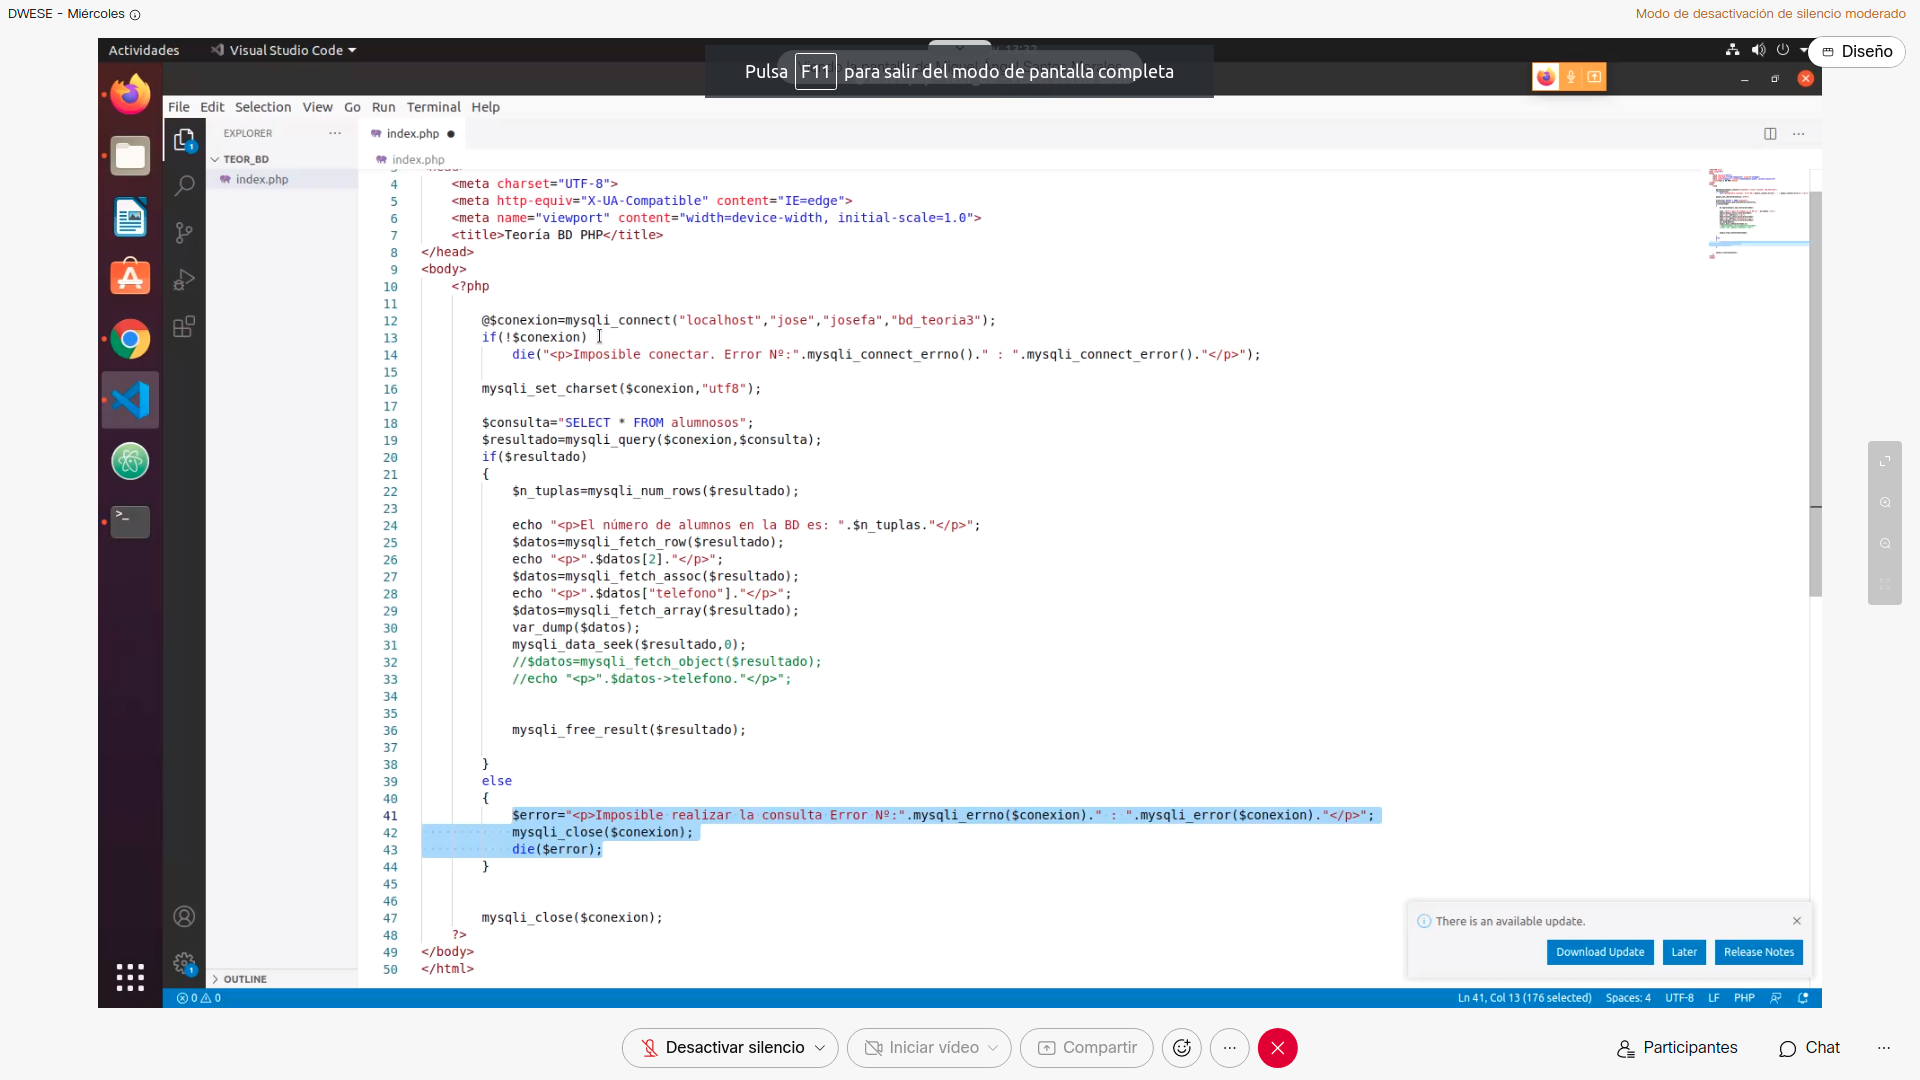 DWESE - Miércoles
Modo de desactivación de silencio moderado
Actividades
Visual Studio Code
Pulsa F11 para salir del modo de pantalla completa
Diseño
File Edit Selection View Go Run Terminal Help
EXPLORER
TEOR_BD
index.php
OUTLINE
index.php
index.php
4 <meta charset="UTF-8">
5 <meta http-equiv="X-UA-Compatible" content="IE=edge">
6 <meta name="viewport" content="width=device-width, initial-scale=1.0">
7 <title>Teoría BD PHP</title>
8 </head>
9 <body>
10 <?php
11
12 @$conexion=mysqli_connect("localhost","jose","josefa","bd_teoria3");
13 if(!$conexion)
14 die("<p>Imposible conectar. Error Nº:".mysqli_connect_errno()." : ".mysqli_connect_error()."</p>");
15
16 mysqli_set_charset($conexion,"utf8");
17
18 $consulta="SELECT * FROM alumnosos";
19 $resultado=mysqli_query($conexion,$consulta);
20 if($resultado)
21 {
22 $n_tuplas=mysqli_num_rows($resultado);
23
24 echo "<p>El número de alumnos en la BD es: ".$n_tuplas."</p>";
25 $datos=mysqli_fetch_row($resultado);
26 echo "<p>".$datos[2]."</p>";
27 $datos=mysqli_fetch_assoc($resultado);
28 echo "<p>".$datos["telefono"]."</p>";
29 $datos=mysqli_fetch_array($resultado);
30 var_dump($datos);
31 mysqli_data_seek($resultado,0);
32 //$datos=mysqli_fetch_object($resultado);
33 //echo "<p>".$datos->telefono."</p>";
34
35
36 mysqli_free_result($resultado);
37
38 }
39 else
40 {
41 $error="<p>Imposible realizar la consulta Error Nº:".mysqli_errno($conexion)." : ".mysqli_error($conexion)."</p>";
42 mysqli_close($conexion);
43 die($error);
44 }
45
46
47 mysqli_close($conexion);
48 ?>
49 </body>
50 </html>
There is an available update.
Download Update Later Release Notes
0 0
Ln 41, Col 13 (176 selected) Spaces: 4 UTF-8 LF PHP
Desactivar silencio
Iniciar vídeo
Compartir
Participantes
Chat